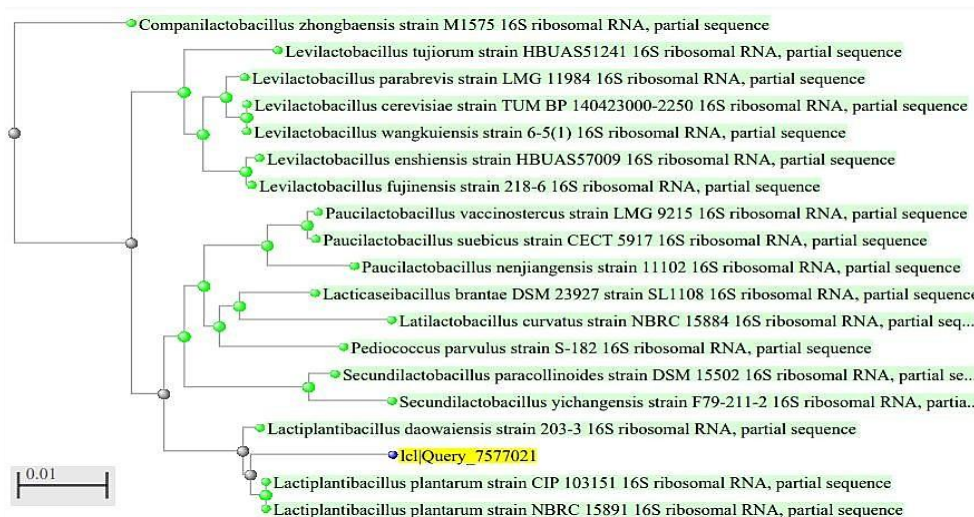 Companilactobacillus zhongbaensis strain M1575 16S ribosomal RNA, partial sequence
Levilactobacillus tujiorum strain HBUAS51241 16S ribosomal RNA, partial sequence
Levilactobacillus parabrevis strain LMG 11984 16S ribosomal RNA, partial sequence
Levilactobacillus cerevisiae strain TUM BP 140423000-2250 16S ribosomal RNA, partial sequence
Levilactobacillus wangkuiensis strain 6-5(1) 16S ribosomal RNA, partial sequence
Levilactobacillus enshiensis strain HBUAS57009 16S ribosomal RNA, partial sequence
Levilactobacillus fujinensis strain 218-6 16S ribosomal RNA, partial sequence
Paucilactobacillus vaccinostercus strain LMG 9215 16S ribosomal RNA, partial sequence
Paucilactobacillus suebicus strain CECT 5917 16S ribosomal RNA, partial sequence
Paucilactobacillus nenjiangensis strain 11102 16S ribosomal RNA, partial sequence
Lacticaseibacillus brantae DSM 23927 strain SL1108 16S ribosomal RNA, partial sequence
Latilactobacillus curvatus strain NBRC 15884 16S ribosomal RNA, partial seq...
Pediococcus parvulus strain S-182 16S ribosomal RNA, partial sequence
Secundilactobacillus paracollinoides strain DSM 15502 16S ribosomal RNA, partial se...
Secundilactobacillus yichangensis strain F79-211-2 16S ribosomal RNA, partia...
Lactiplantibacillus daowaiensis strain 203-3 16S ribosomal RNA, partial sequence
lcl|Query_7577021
0.01
Lactiplantibacillus plantarum strain CIP 103151 16S ribosomal RNA, partial sequence
Lactiplantibacillus plantarum strain NBRC 15891 16S ribosomal RNA, partial sequence